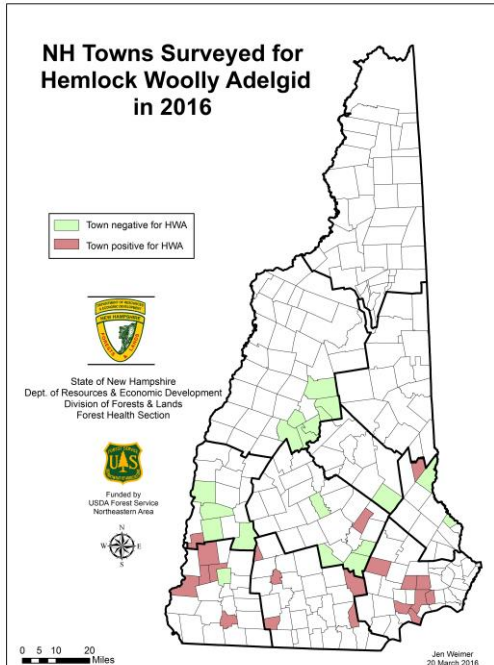 NH Towns Surveyed for
Hemlock Woolly Adelgid
in 2016
Town negative for HWA
Town positive for HWA
NEW HAMPSHIRE
State of New Hampshire
Dept. of Resources & Economic Development
Division of Forests & Lands
Forest Health Section
U S
Funded by
USDA Forest Service
Northeastern Area
N
W E
S
0 5 10 20
Miles
Jen Weimer
20 March 2016